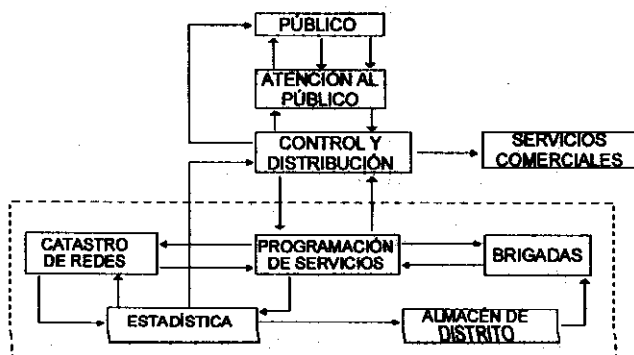 PÚBLICO
ATENCIÓN AL
PÚBLICO
CONTROL Y
DISTRIBUCIÓN
SERVICIOS
COMERCIALES
CATASTRO
DE REDES
PROGRAMACIÓN
DE SERVICIOS
BRIGADAS
ESTADÍSTICA
ALMACÉN DE
DISTRITO